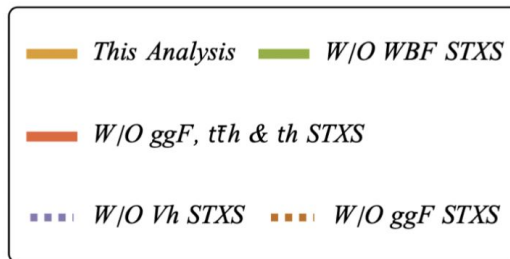 This Analysis W/O WBF STXS
W/O ggF, tt̄h & th STXS
W/O Vh STXS W/O ggF STXS